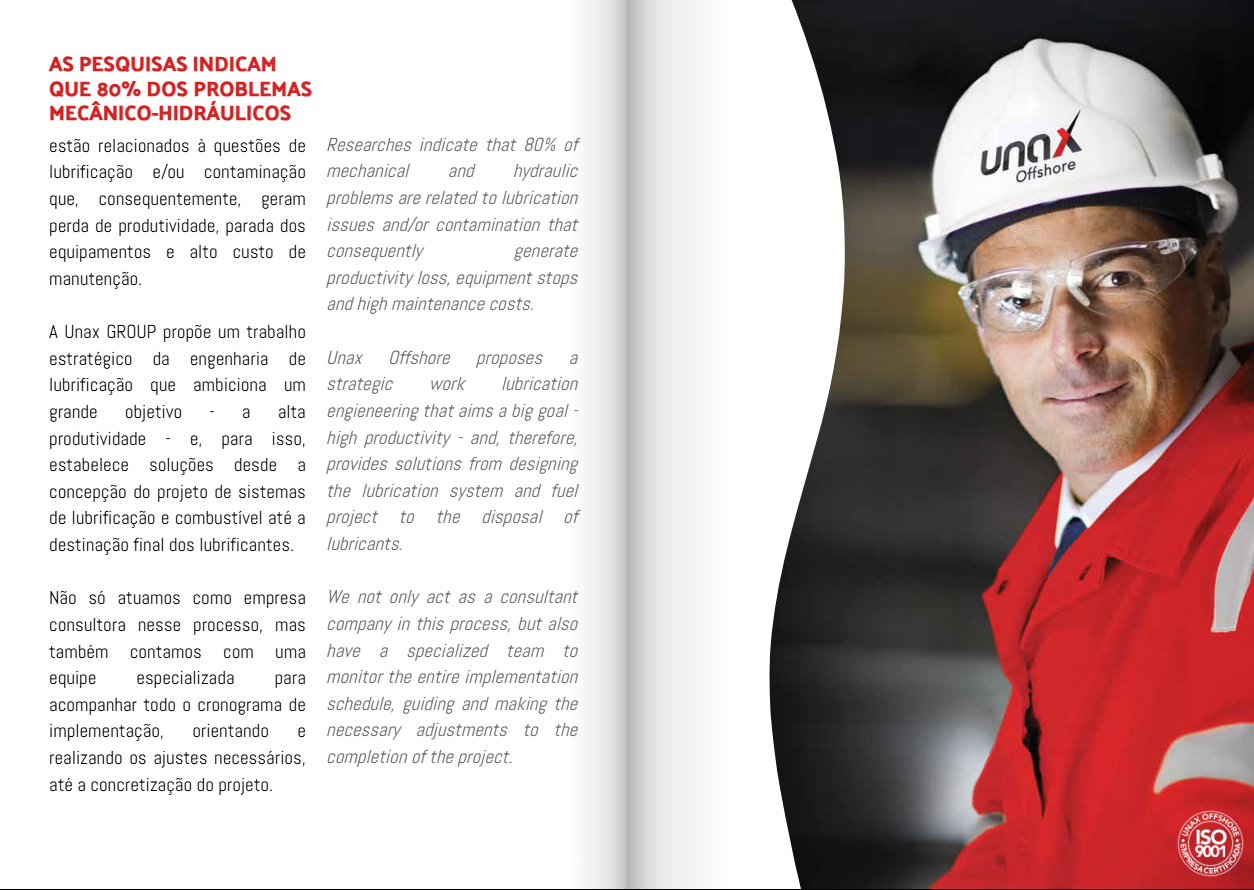 AS PESQUISAS INDICAM
QUE 80% DOS PROBLEMAS
MECÂNICO-HIDRÁULICOS
estão relacionados à questões de
lubrificação e/ou contaminação
que, consequentemente, geram
perda de produtividade, parada dos
equipamentos e alto custo de
manutenção.
A Unax GROUP propõe um trabalho
estratégico da engenharia de
lubrificação que ambiciona um
grande objetivo - a alta
produtividade - e, para isso,
estabelece soluções desde a
concepção do projeto de sistemas
de lubrificação e combustível até a
destinação final dos lubrificantes.
Não só atuamos como empresa
consultora nesse processo, mas
também contamos com uma
equipe especializada para
acompanhar todo o cronograma de
implementação, orientando e
realizando os ajustes necessários,
até a concretização do projeto.
Researches indicate that 80% of
mechanical and hydraulic
problems are related to lubrication
issues and/or contamination that
consequently generate
productivity loss, equipment stops
and high maintenance costs.
Unax Offshore proposes a
strategic work lubrication
engieneering that aims a big goal -
high productivity - and, therefore,
provides solutions from designing
the lubrication system and fuel
project to the disposal of
lubricants.
We not only act as a consultant
company in this process, but also
have a specialized team to
monitor the entire implementation
schedule, guiding and making the
necessary adjustments to the
completion of the project.
unax
Offshore
UNAX OFFSHORE
ISO
9001
EMPRESA CERTIFICADA